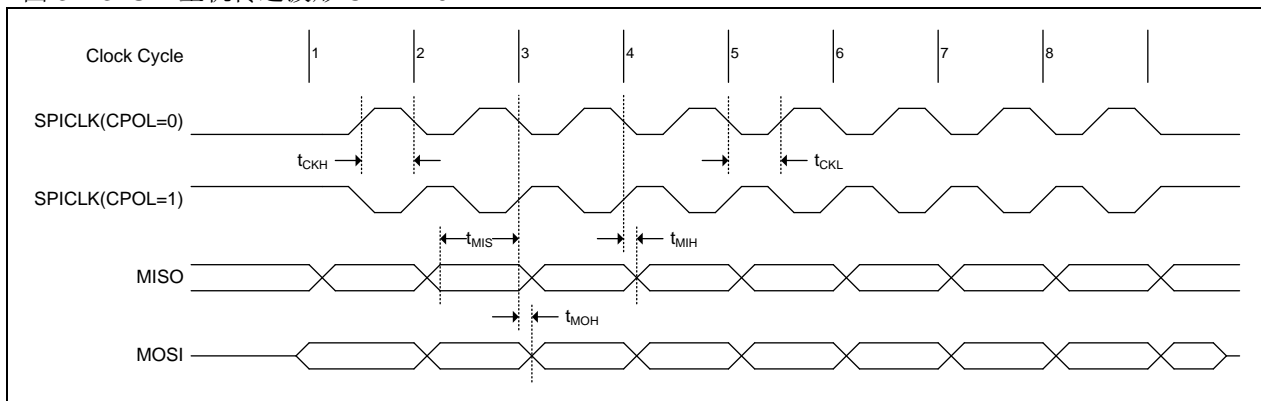 Clock Cycle
1 2 3 4 5 6 7 8
SPICLK(CPOL=0)
tCKH tCKL
SPICLK(CPOL=1)
tMIS tMIH
MISO
tMOH
MOSI